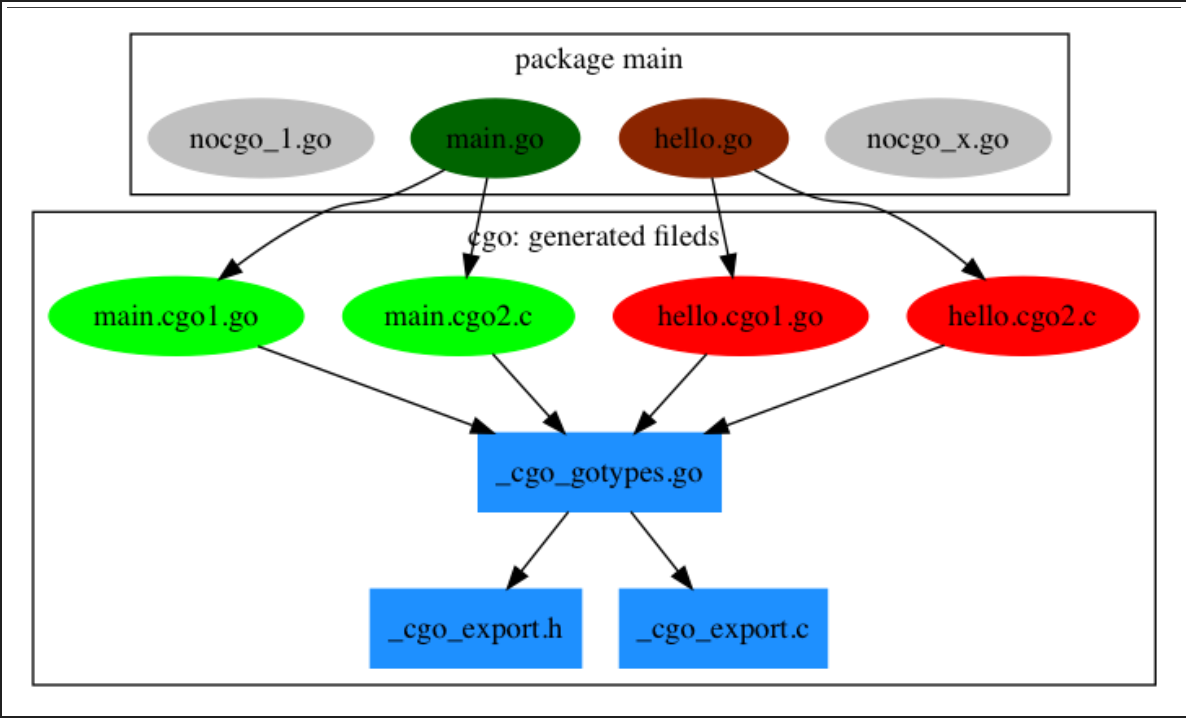 package main
nocgo_1.go
main.go
hello.go
nocgo_x.go
cgo: generated fileds
main.cgo1.go
main.cgo2.c
hello.cgo1.go
hello.cgo2.c
_cgo_gotypes.go
_cgo_export.h
_cgo_export.c